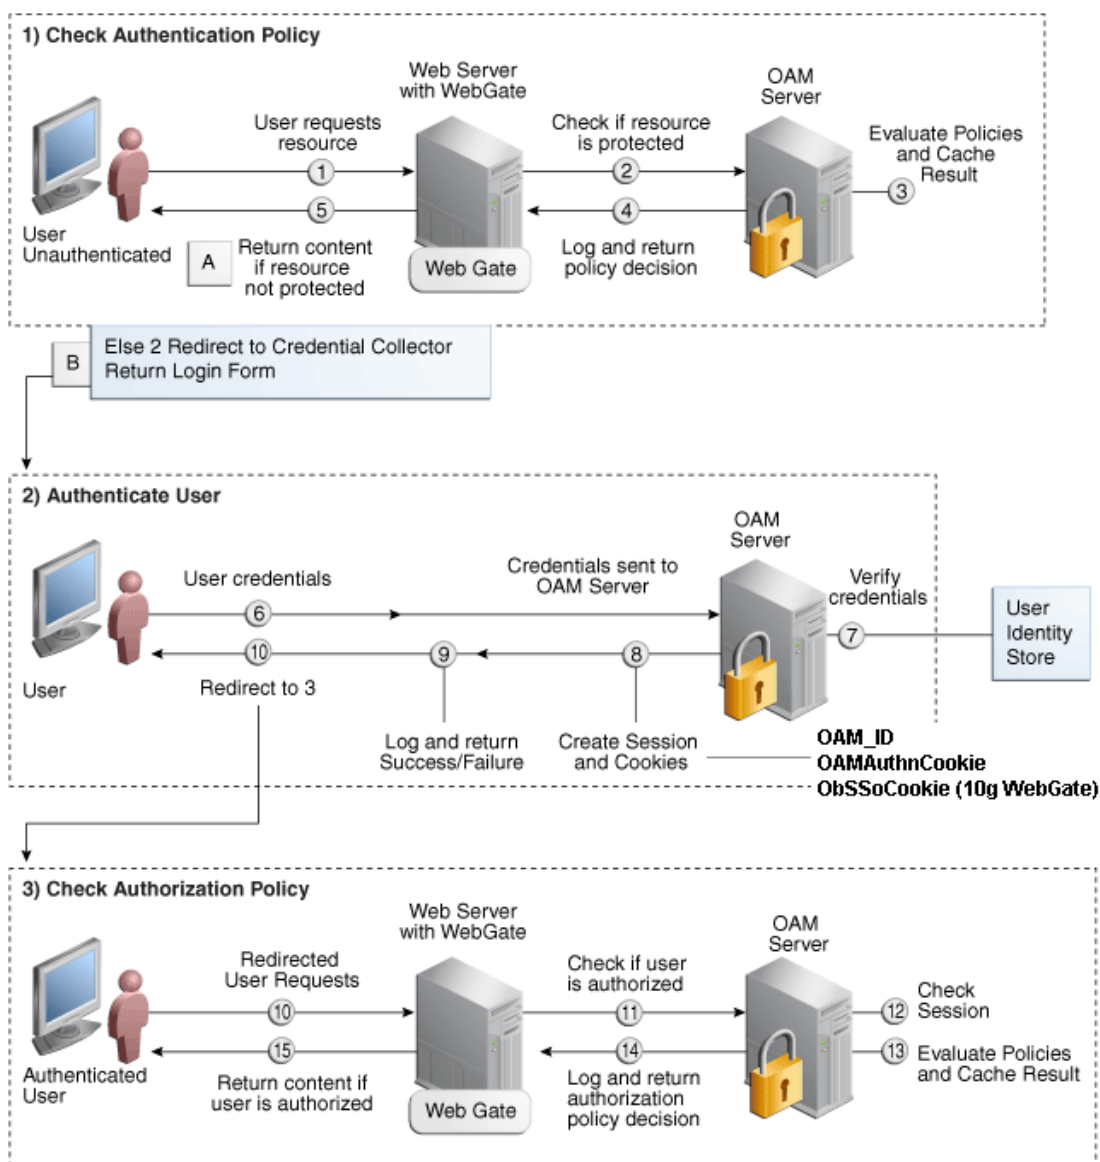 1) Check Authentication Policy
Web Server
with WebGate
OAM
Server
User requests
resource
1
Check if resource
is protected
2
Evaluate Policies
and Cache
Result
3
5
4
User
Unauthenticated
A
Return content
if resource
not protected
Web Gate
Log and return
policy decision
B
Else 2 Redirect to Credential Collector
Return Login Form
2) Authenticate User
OAM
Server
User credentials
6
Credentials sent to
OAM Server
Verify
credentials
7
User
Identity
Store
10
9
8
User
Redirect to 3
Log and return
Success/Failure
Create Session
and Cookies
OAM_ID
OAMAuthnCookie
ObSSoCookie (10g WebGate)
3) Check Authorization Policy
Web Server
with WebGate
OAM
Server
Redirected
User Requests
10
Check if user
is authorized
11
12
Check
Session
15
14
13
Evaluate Policies
and Cache Result
Authenticated
User
Return content if
user is authorized
Web Gate
Log and return
authorization
policy decision